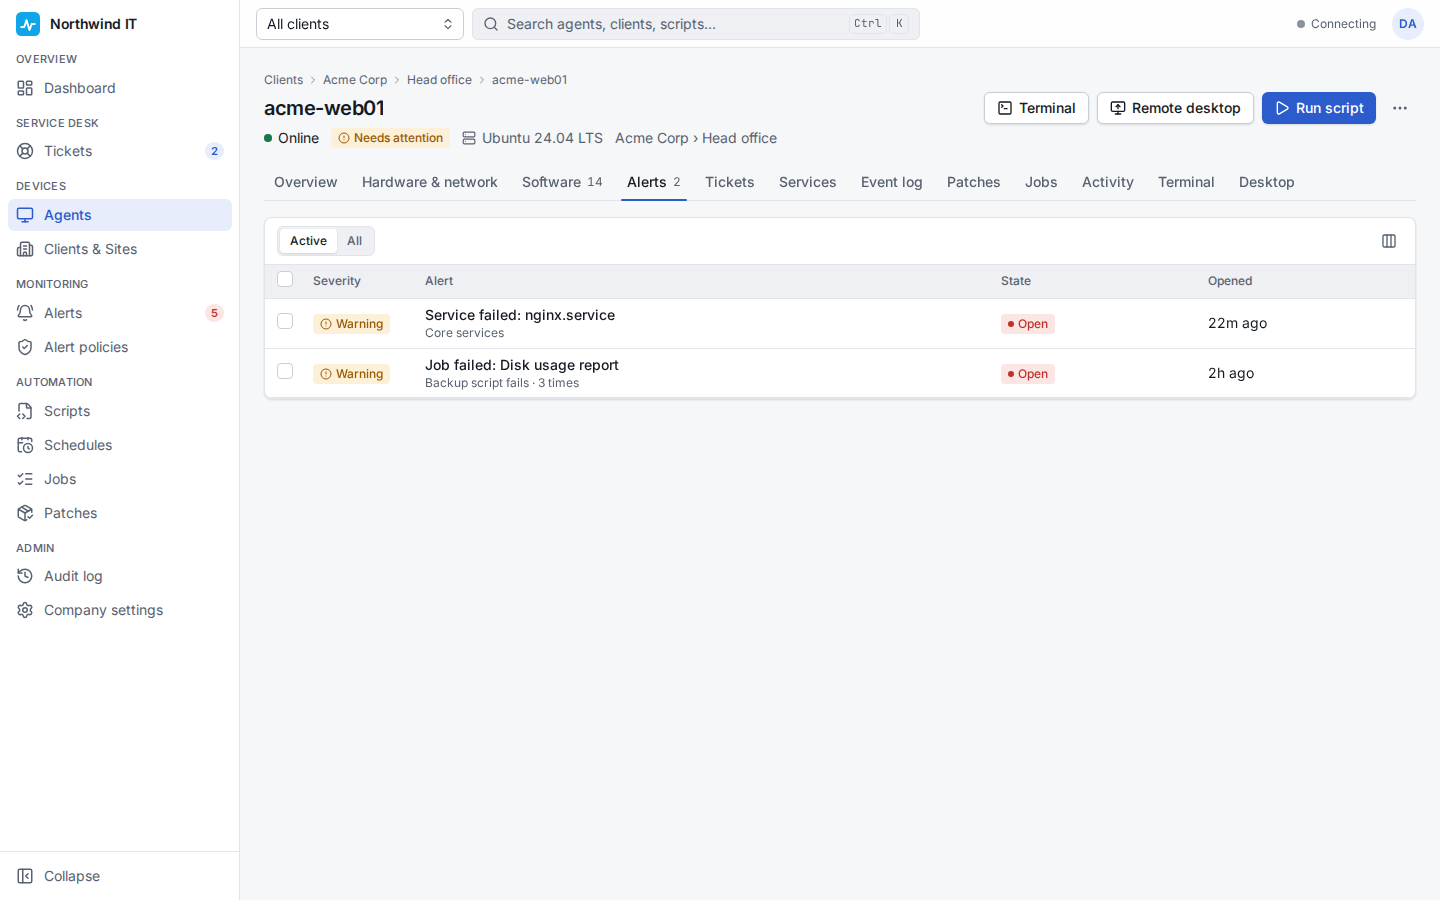 Northwind IT
OVERVIEW
Dashboard
SERVICE DESK
Tickets 2
DEVICES
Agents
Clients & Sites
MONITORING
Alerts 5
Alert policies
AUTOMATION
Scripts
Schedules
Jobs
Patches
ADMIN
Audit log
Company settings
Collapse
All clients
Search agents, clients, scripts... Ctrl K
Connecting
DA
Clients > Acme Corp > Head office > acme-web01
acme-web01
Terminal Remote desktop Run script
Online Needs attention Ubuntu 24.04 LTS Acme Corp › Head office
Overview Hardware & network Software 14 Alerts 2 Tickets Services Event log Patches Jobs Activity Terminal Desktop
Active All
Severity Alert State Opened
Warning Service failed: nginx.service Open 22m ago
Core services
Warning Job failed: Disk usage report Open 2h ago
Backup script fails · 3 times